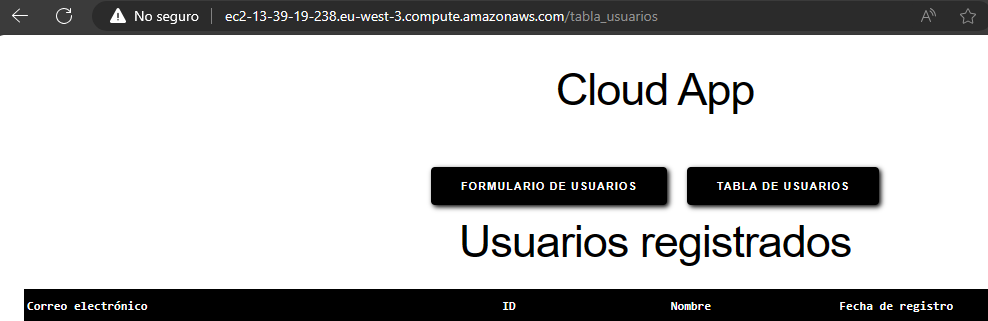 No seguro ec2-13-39-19-238.eu-west-3.compute.amazonaws.com/tabla_usuarios
Cloud App
FORMULARIO DE USUARIOS TABLA DE USUARIOS
Usuarios registrados
Correo electrónico ID Nombre Fecha de registro